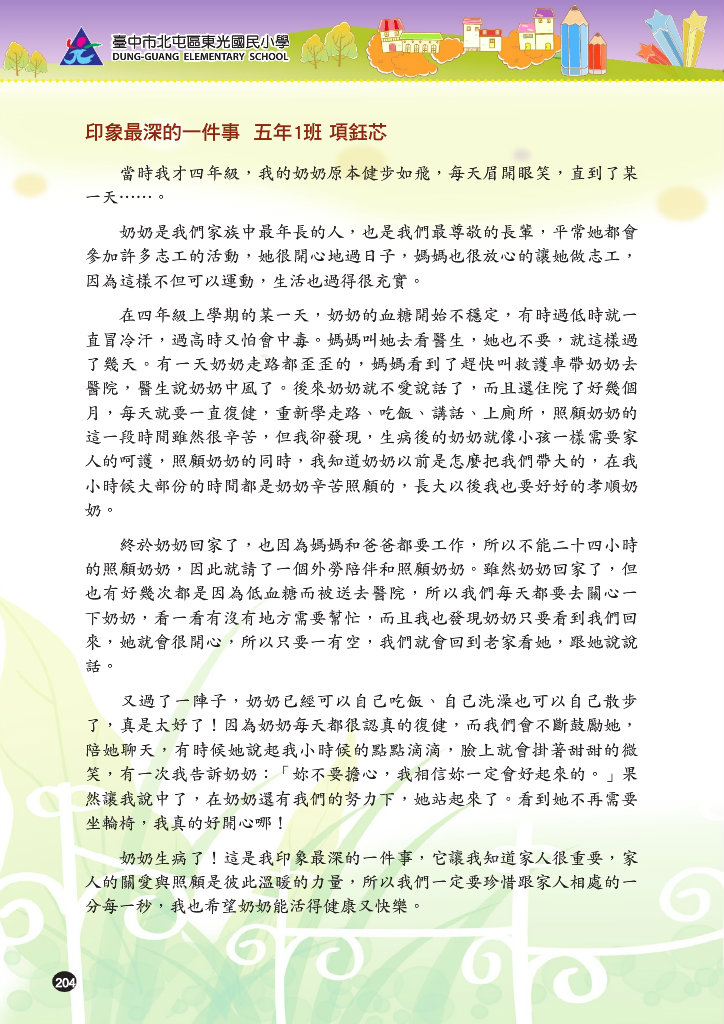 臺中市北屯區東光國民小學
DUNG-GUANG ELEMENTARY SCHOOL
印象最深的一件事 五年1班 項鈺芯
當時我才四年級，我的奶奶原本健步如飛，每天眉開眼笑，直到了某
一天……。
奶奶是我們家族中最年長的人，也是我們最尊敬的長輩，平常她都會
參加許多志工的活動，她很開心地過日子，媽媽也很放心的讓她做志工，
因為這樣不但可以運動，生活也過得很充實。
在四年級上學期的某一天，奶奶的血糖開始不穩定，有時過低時就一
直冒冷汗，過高時又怕會中毒。媽媽叫她去看醫生，她也不要，就這樣過
了幾天。有一天奶奶走路都歪歪的，媽媽看到了趕快叫救護車帶奶奶去
醫院，醫生說奶奶中風了。後來奶奶就不愛說話了，而且還住院了好幾個
月，每天就要一直復健，重新學走路、吃飯、講話、上廁所，照顧奶奶的
這一段時間雖然很辛苦，但我卻發現，生病後的奶奶就像小孩一樣需要家
人的呵護，照顧奶奶的同時，我知道奶奶以前是怎麼把我們帶大的，在我
小時候大部份的時間都是奶奶辛苦照顧的，長大以後我也要好好的孝順奶
奶。
終於奶奶回家了，也因為媽媽和爸爸都要工作，所以不能二十四小時
的照顧奶奶，因此就請了一個外勞陪伴和照顧奶奶。雖然奶奶回家了，但
也有好幾次都是因為低血糖而被送去醫院，所以我們每天都要去關心一
下奶奶，看一看有沒有地方需要幫忙，而且我也發現奶奶只要看到我們回
來，她就會很開心，所以只要一有空，我們就會回到老家看她，跟她說說
話。
又過了一陣子，奶奶已經可以自己吃飯、自己洗澡也可以自己散步
了，真是太好了！因為奶奶每天都很認真的復健，而我們會不斷鼓勵她，
陪她聊天，有時候她說起我小時候的點點滴滴，臉上就會掛著甜甜的微
笑，有一次我告訴奶奶：「妳不要擔心，我相信妳一定會好起來的。」果
然讓我說中了，在奶奶還有我們的努力下，她站起來了。看到她不再需要
坐輪椅，我真的好開心哪！
奶奶生病了！這是我印象最深的一件事，它讓我知道家人很重要，家
人的關愛與照顧是彼此溫暖的力量，所以我們一定要珍惜跟家人相處的一
分每一秒，我也希望奶奶能活得健康又快樂。
204